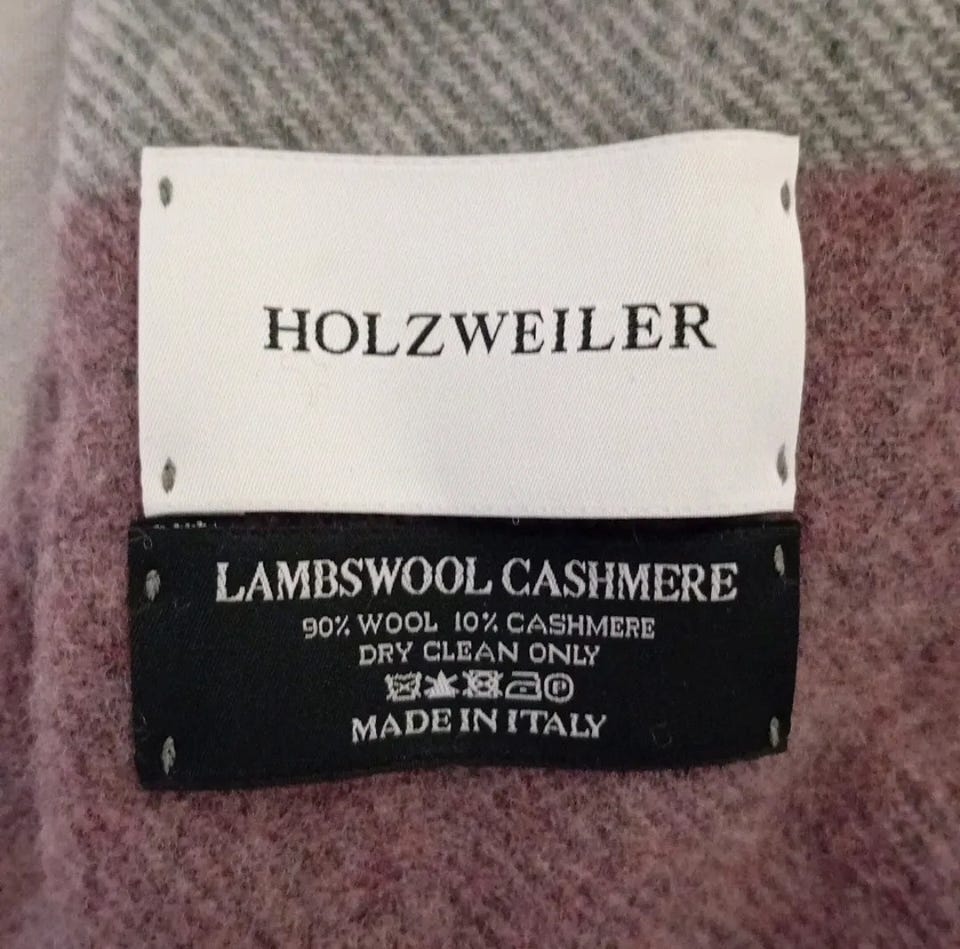 HOLZWEILER
LAMBSWOOL CASHMERE
90% WOOL 10% CASHMERE
DRY CLEAN ONLY
MADE IN ITALY